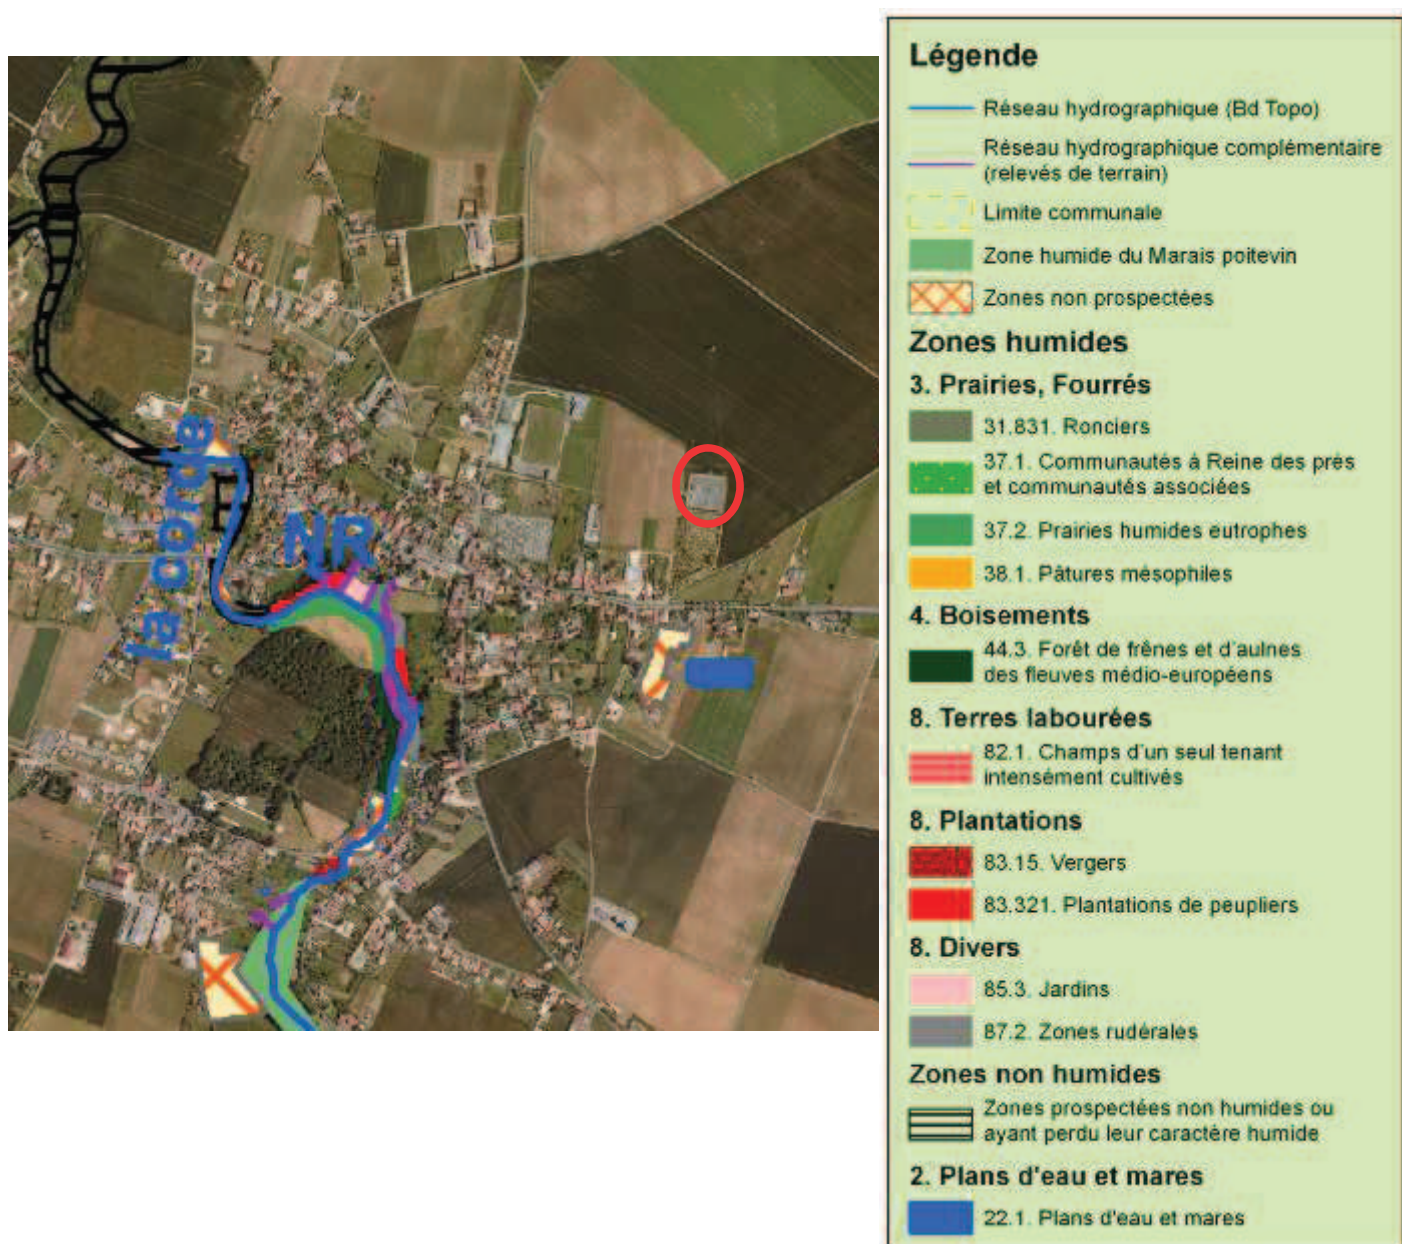 la corde
NR
Légende
Réseau hydrographique (Bd Topo)
Réseau hydrographique complémentaire
(relevés de terrain)
Limite communale
Zone humide du Marais poitevin
Zones non prospectées
Zones humides
3. Prairies, Fourrés
31.831. Ronciers
37.1. Communautés à Reine des prés
et communautés associées
37.2. Prairies humides eutrophes
38.1. Pâtures mésophiles
4. Boisements
44.3. Forêt de frênes et d'aulnes
des fleuves médio-européens
8. Terres labourées
82.1. Champs d'un seul tenant
intensément cultivés
8. Plantations
83.15. Vergers
83.321. Plantations de peupliers
8. Divers
85.3. Jardins
87.2. Zones rudérales
Zones non humides
Zones prospectées non humides ou
ayant perdu leur caractère humide
2. Plans d'eau et mares
22.1. Plans d'eau et mares